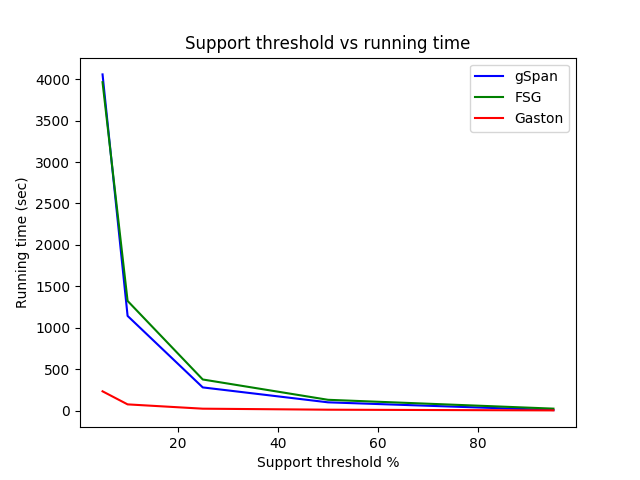 Support threshold vs running time
gSpan
FSG
Gaston
4000
3500
3000
2500
2000
1500
1000
500
0
Running time (sec)
20 40 60 80
Support threshold %